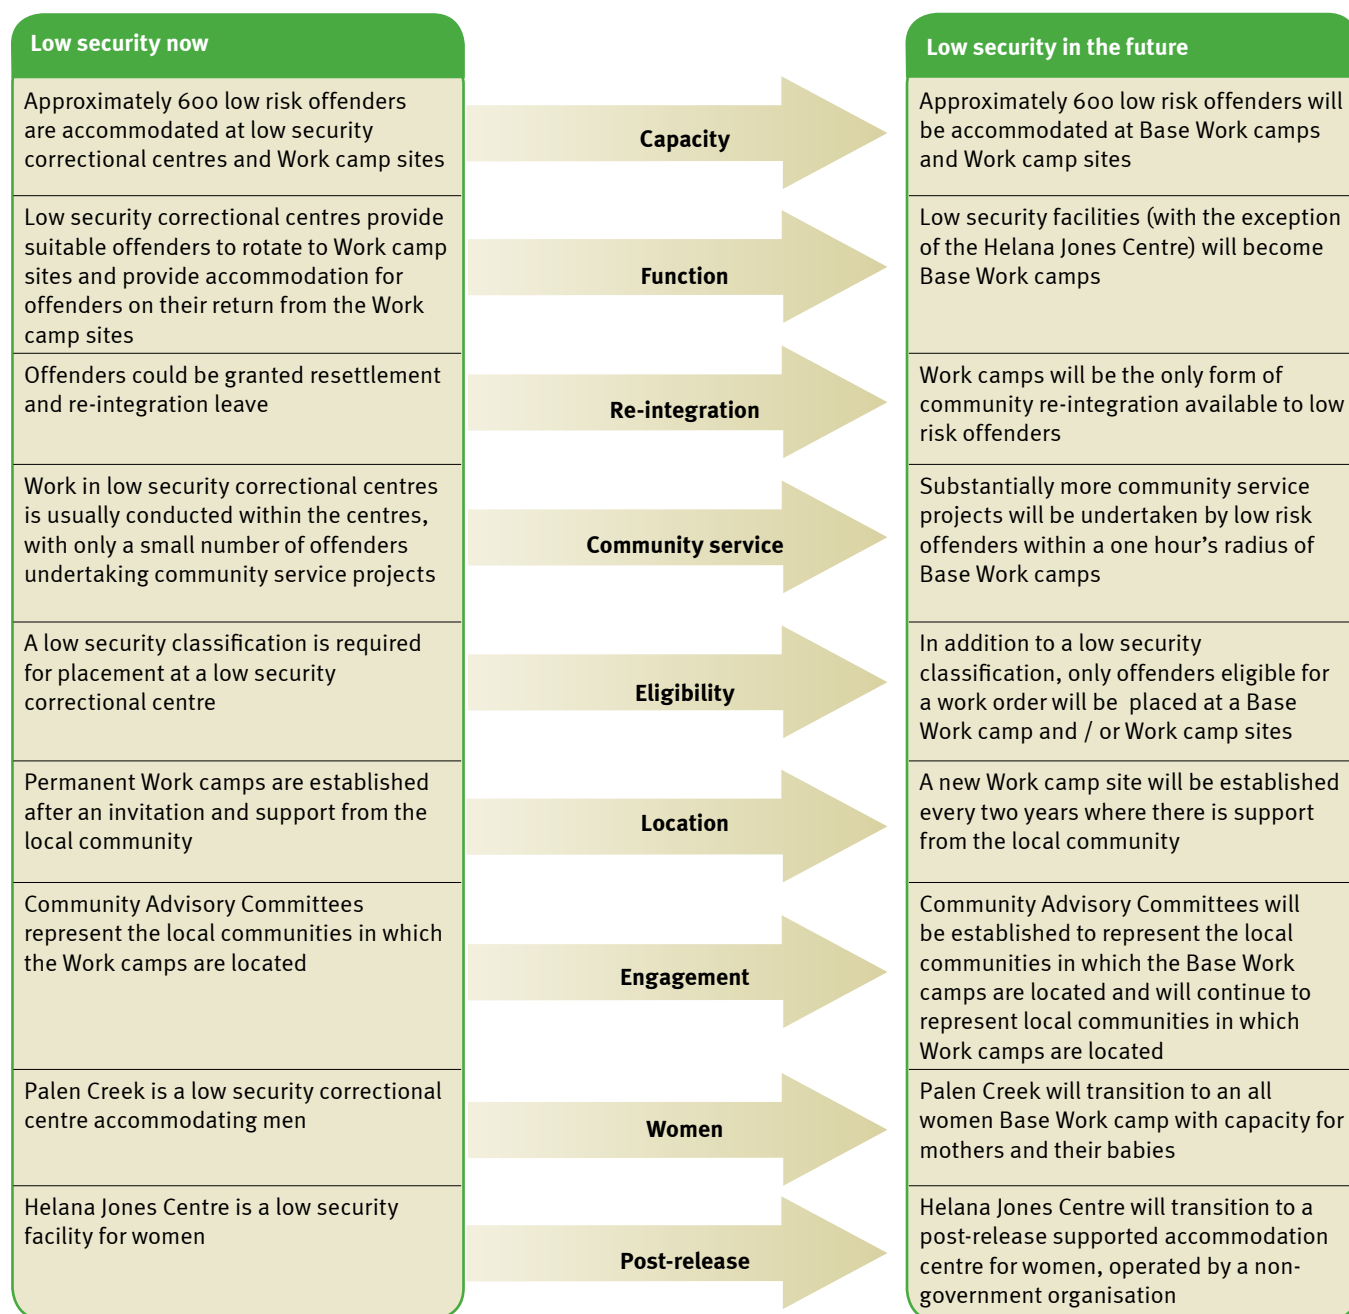 Low security now
Low security in the future
Approximately 600 low risk offenders
are accommodated at low security
correctional centres and Work camp sites
Capacity
Approximately 600 low risk offenders will
be accommodated at Base Work camps
and Work camp sites
Low security correctional centres provide
suitable offenders to rotate to Work camp
sites and provide accommodation for
offenders on their return from the Work
camp sites
Function
Low security facilities (with the exception
of the Helana Jones Centre) will become
Base Work camps
Offenders could be granted resettlement
and re-integration leave
Re-integration
Work camps will be the only form of
community re-integration available to low
risk offenders
Work in low security correctional centres
is usually conducted within the centres,
with only a small number of offenders
undertaking community service projects
Community service
Substantially more community service
projects will be undertaken by low risk
offenders within a one hour’s radius of
Base Work camps
A low security classification is required
for placement at a low security
correctional centre
Eligibility
In addition to a low security
classification, only offenders eligible for
a work order will be  placed at a Base
Work camp and / or Work camp sites
Permanent Work camps are established
after an invitation and support from the
local community
Location
A new Work camp site will be established
every two years where there is support
from the local community
Community Advisory Committees
represent the local communities in which
the Work camps are located
Engagement
Community Advisory Committees will
be established to represent the local
communities in which the Base Work
camps are located and will continue to
represent local communities in which
Work camps are located
Palen Creek is a low security correctional
centre accommodating men
Women
Palen Creek will transition to an all
women Base Work camp with capacity for
mothers and their babies
Helana Jones Centre is a low security
facility for women
Post-release
Helana Jones Centre will transition to a
post-release supported accommodation
centre for women, operated by a non-
government organisation